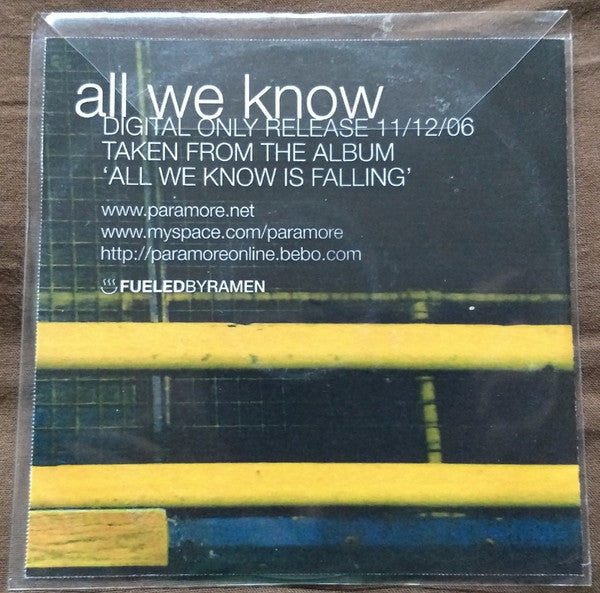 all we know
DIGITAL ONLY RELEASE 11/12/06
TAKEN FROM THE ALBUM
‘ALL WE KNOW IS FALLING’
www.paramore.net
www.myspace.com/paramore
http://paramoreonline.bebo.com
FUELEDBYRAMEN